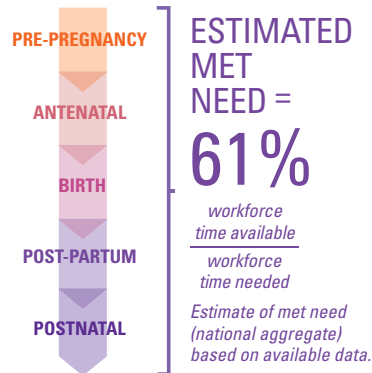 PRE-PREGNANCY
ANTENATAL
BIRTH
POST-PARTUM
POSTNATAL
ESTIMATED
MET
NEED =
61%
workforce
time available
workforce
time needed
Estimate of met need
(national aggregate)
based on available data.